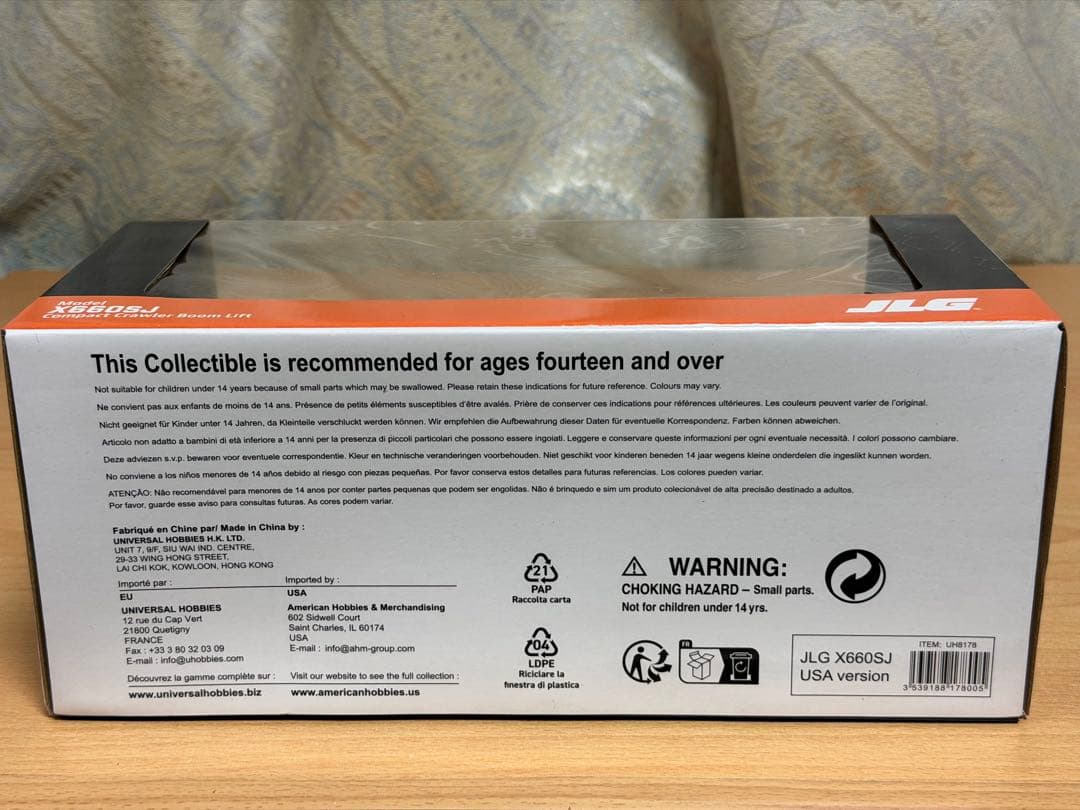 Model
X660SJ
Compact Crawler Boom Lift
JLG
This Collectible is recommended for ages fourteen and over
Not suitable for children under 14 years because of small parts which may be swallowed. Please retain these indications for future reference. Colours may vary.
Ne convient pas aux enfants de moins de 14 ans. Présence de petits éléments susceptibles d'être avalés. Prière de conserver ces indications pour références ultérieures. Les couleurs peuvent varier de l'original.
Nicht geeignet für Kinder unter 14 Jahren, da Kleinteile verschluckt werden können. Wir empfehlen die Aufbewahrung dieser Daten für eventuelle Korrespondenz. Farben können abweichen.
Articolo non adatto a bambini di età inferiore a 14 anni per la presenza di piccoli particolari che possono essere ingoiati. Leggere e conservare queste informazioni per ogni eventuale necessità. I colori possono cambiare.
Deze adviezen s.v.p. bewaren voor eventuele correspondentie. Kleur en technische veranderingen voorbehouden. Niet geschikt voor kinderen beneden 14 jaar wegens kleine onderdelen die ingeslikt kunnen worden.
No conviene a los niños menores de 14 años debido al riesgo con piezas pequeñas. Por favor conserva estos detalles para futuras referencias. Los colores pueden variar.
ATENÇÃO: Não recomendável para menores de 14 anos por conter partes pequenas que podem ser engolidas. Não é brinquedo e sim um produto colecionável de alta precisão destinado a adultos.
Por favor, guarde esse aviso para consultas futuras. As cores podem variar.
Fabriqué en Chine par/ Made in China by :
UNIVERSAL HOBBIES H.K. LTD.
UNIT 7, 9/F, SIU WAI IND. CENTRE,
29-33 WING HONG STREET,
LAI CHI KOK, KOWLOON, HONG KONG
Importé par :
EU
UNIVERSAL HOBBIES
12 rue du Cap Vert
21800 Quetigny
FRANCE
Fax : +33 3 80 32 03 09
E-mail : info@uhobbies.com
Découvrez la gamme complète sur :
www.universalhobbies.biz
Imported by :
USA
American Hobbies & Merchandising
602 Sidwell Court
Saint Charles, IL 60174
USA
E-mail : info@ahm-group.com
Visit our website to see the full collection :
www.americanhobbies.us
21
PAP
Raccolta carta
04
LDPE
Riciclare la
finestra di plastica
WARNING:
CHOKING HAZARD – Small parts.
Not for children under 14 yrs.
FR
JLG X660SJ
USA version
ITEM: UH8178
3 539188 178005